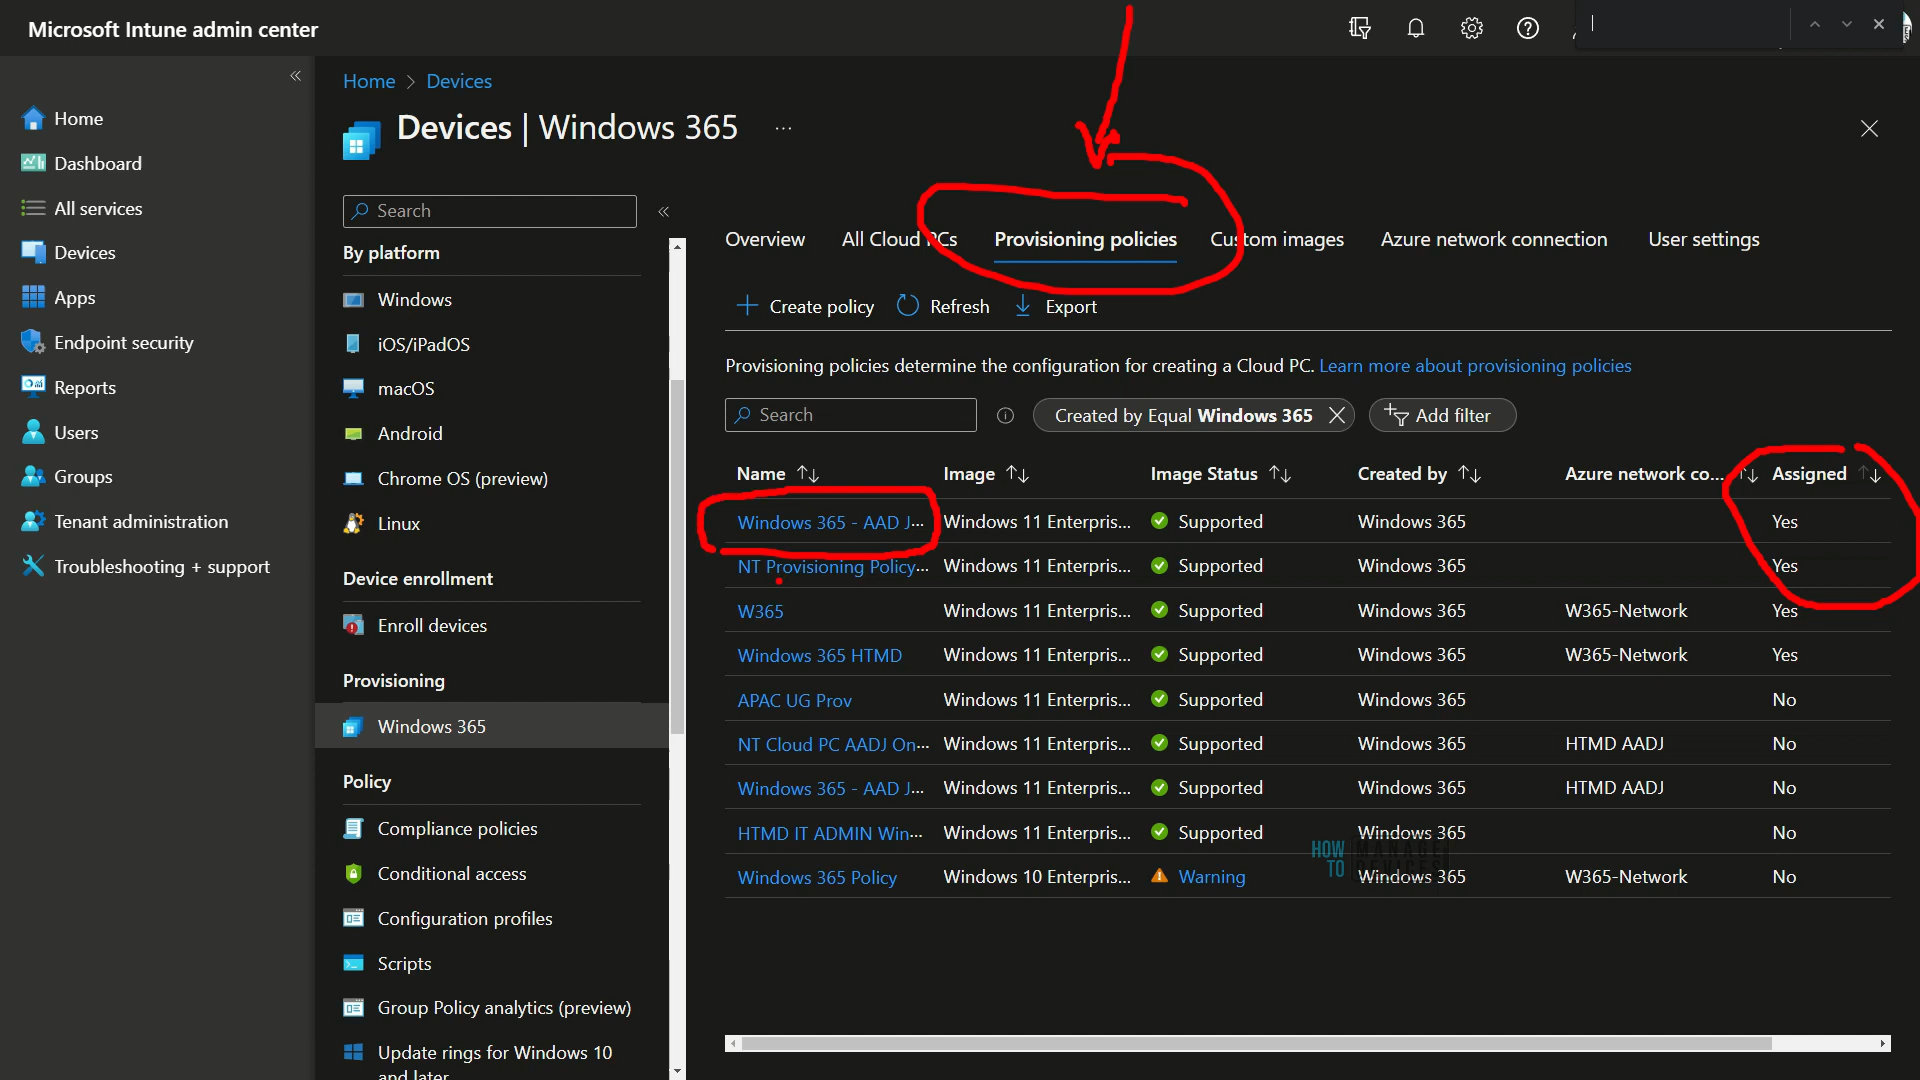 Microsoft Intune admin center
Home
Dashboard
All services
Devices
Apps
Endpoint security
Reports
Users
Groups
Tenant administration
Troubleshooting + support
Home > Devices
Devices | Windows 365 ...
Search
By platform
Windows
iOS/iPadOS
macOS
Android
Chrome OS (preview)
Linux
Device enrollment
Enroll devices
Provisioning
Windows 365
Policy
Compliance policies
Conditional access
Configuration profiles
Scripts
Group Policy analytics (preview)
Update rings for Windows 10
and later
Overview All Cloud PCs Provisioning policies Custom images Azure network connection User settings
Create policy Refresh Export
Provisioning policies determine the configuration for creating a Cloud PC. Learn more about provisioning policies
Search Created by Equal Windows 365 Add filter
Name Image Image Status Created by Azure network co... Assigned
Windows 365 - AAD J... Windows 11 Enterpris... Supported Windows 365 Yes
NT Provisioning Policy... Windows 11 Enterpris... Supported Windows 365 Yes
W365 Windows 11 Enterpris... Supported Windows 365 W365-Network Yes
Windows 365 HTMD Windows 11 Enterpris... Supported Windows 365 W365-Network Yes
APAC UG Prov Windows 11 Enterpris... Supported Windows 365 No
NT Cloud PC AADJ On... Windows 11 Enterpris... Supported Windows 365 HTMD AADJ No
Windows 365 - AAD J... Windows 11 Enterpris... Supported Windows 365 HTMD AADJ No
HTMD IT ADMIN Win... Windows 11 Enterpris... Supported Windows 365 No
HOW TO MANAGE DEVICES
Windows 365 Policy Windows 10 Enterpris... Warning Windows 365 W365-Network No